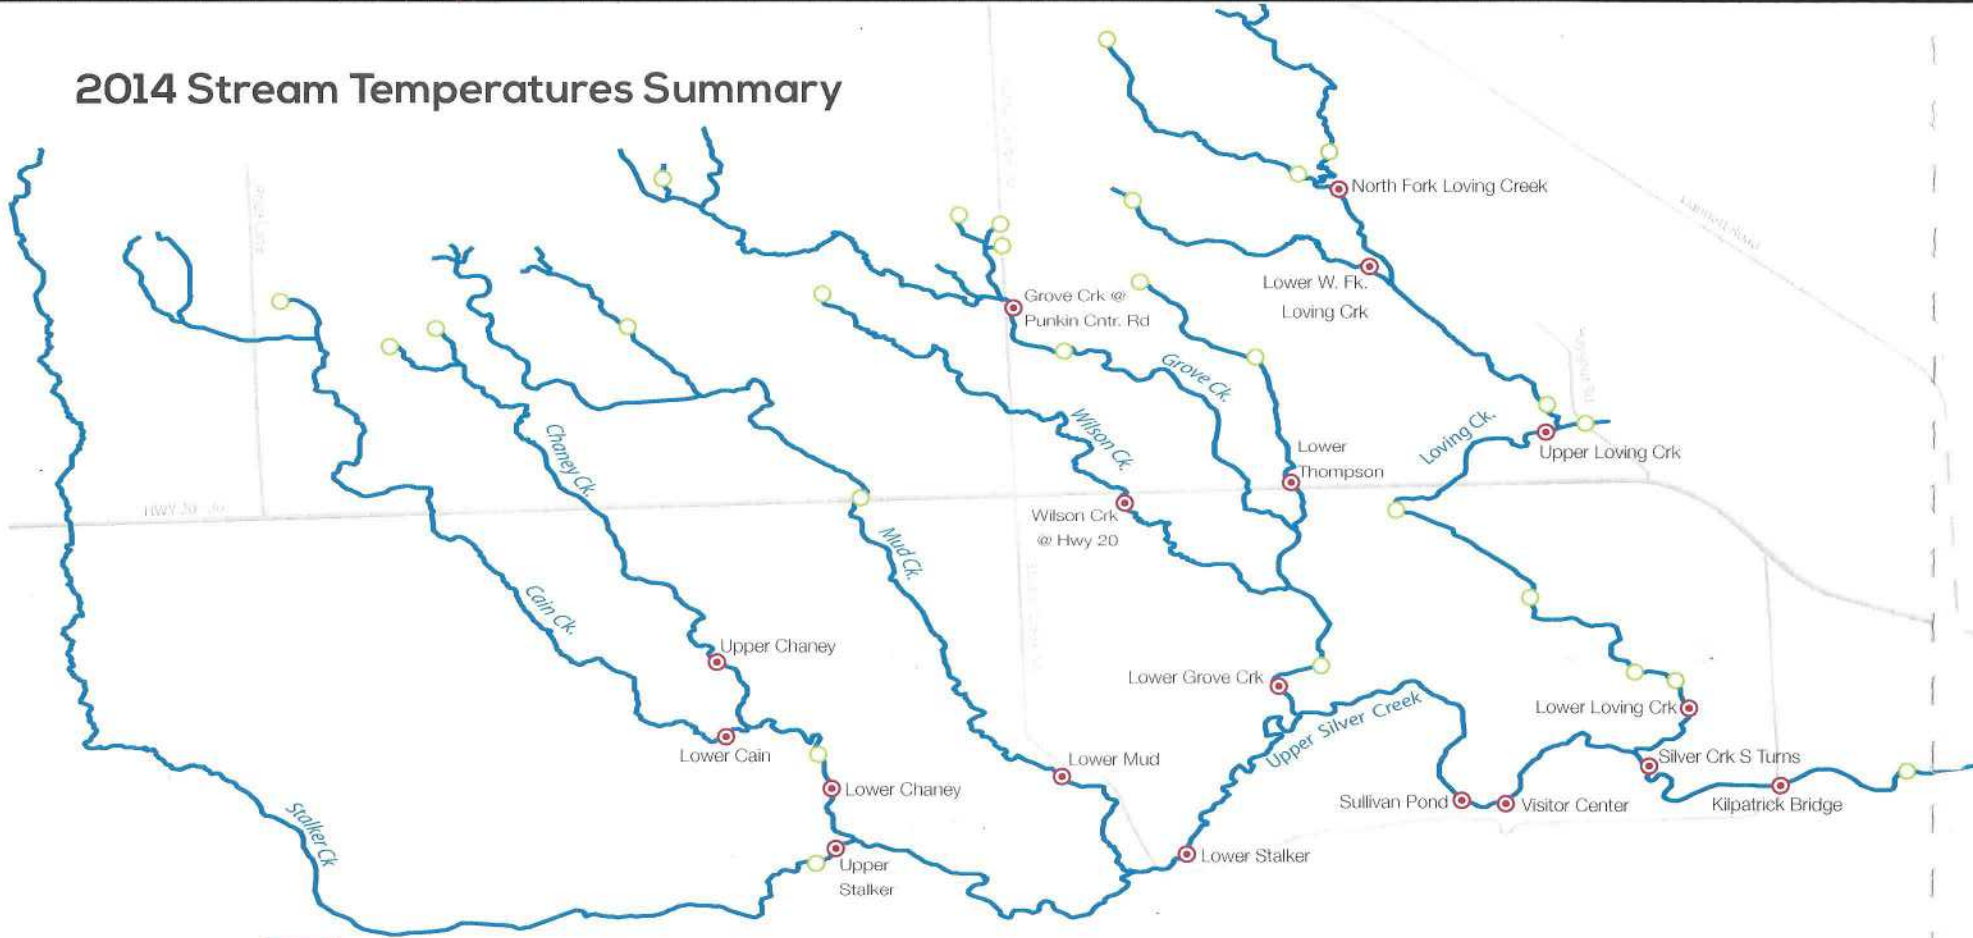 2014 Stream Temperatures Summary
North Fork Loving Creek
Lower W. Fk.
Loving Crk
Grove Crk @
Punkin Cntr. Rd
Grove Ck.
Wilson Ck.
Chaney Ck.
Loving Ck.
Lower
Thompson
Upper Loving Crk
HWY 20
Wilson Crk
@ Hwy 20
Mud Ck.
Cain Ck.
Upper Chaney
Lower Grove Crk
Upper Silver Creek
Lower Loving Crk
Lower Cain
Lower Mud
Silver Crk S Turns
Lower Chaney
Sullivan Pond
Visitor Center
Kilpatrick Bridge
Stalker Ck
Lower Stalker
Upper
Stalker